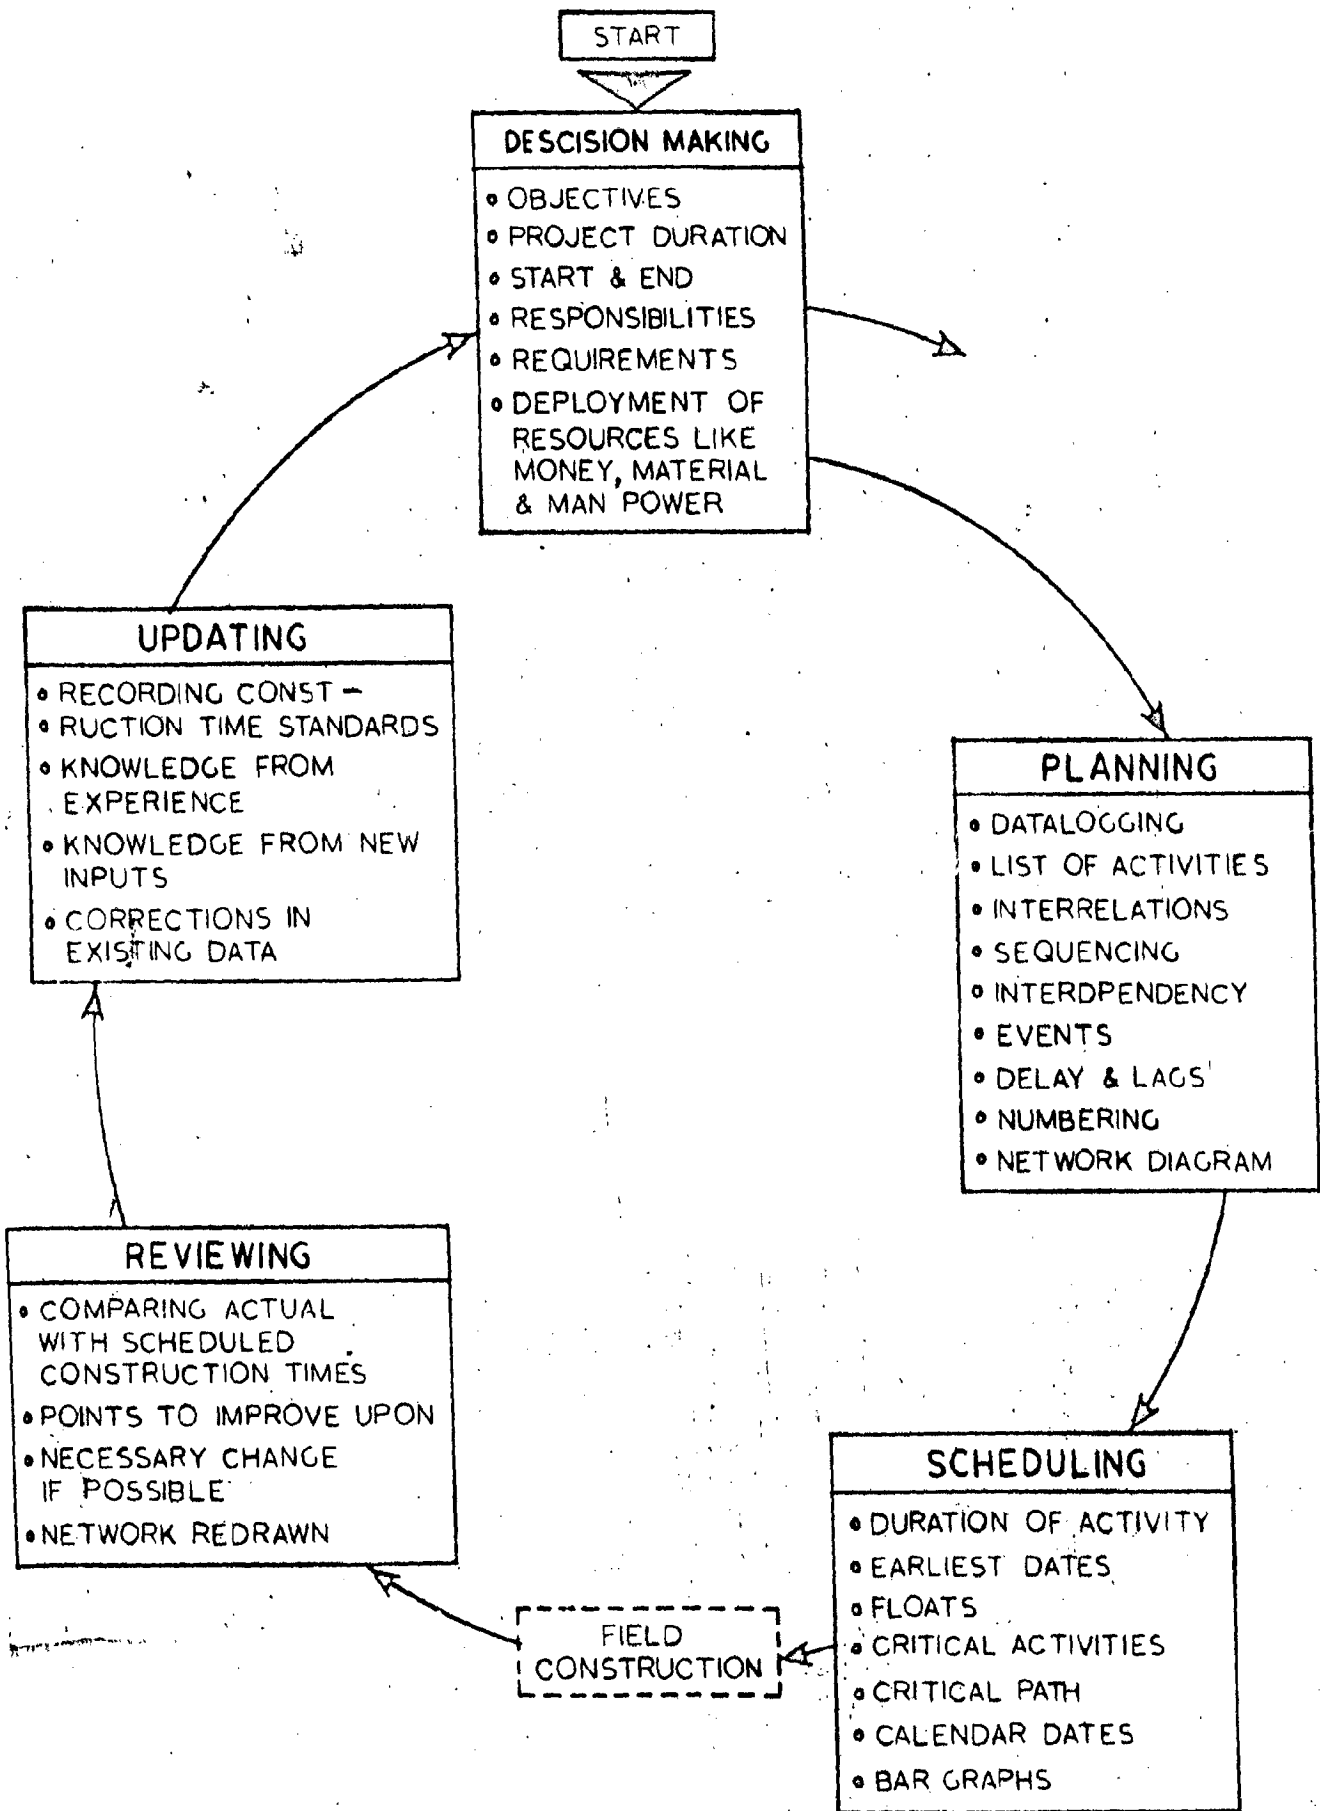 START
DESCISION MAKING
• OBJECTIVES
• PROJECT DURATION
• START & END
• RESPONSIBILITIES
• REQUIREMENTS
• DEPLOYMENT OF
RESOURCES LIKE
MONEY, MATERIAL
& MAN POWER
UPDATING
• RECORDING CONST -
• RUCTION TIME STANDARDS
• KNOWLEDGE FROM
EXPERIENCE
• KNOWLEDGE FROM NEW
INPUTS
• CORRECTIONS IN
EXISTING DATA
PLANNING
• DATALOGGING
• LIST OF ACTIVITIES
• INTERRELATIONS
• SEQUENCING
• INTERDPENDENCY
• EVENTS
• DELAY & LAGS
• NUMBERING
• NETWORK DIAGRAM
REVIEWING
• COMPARING ACTUAL
WITH SCHEDULED
CONSTRUCTION TIMES
• POINTS TO IMPROVE UPON
• NECESSARY CHANGE
IF POSSIBLE
• NETWORK REDRAWN
SCHEDULING
• DURATION OF ACTIVITY
• EARLIEST DATES
• FLOATS
• CRITICAL ACTIVITIES
• CRITICAL PATH
• CALENDAR DATES
• BAR GRAPHS
FIELD
CONSTRUCTION